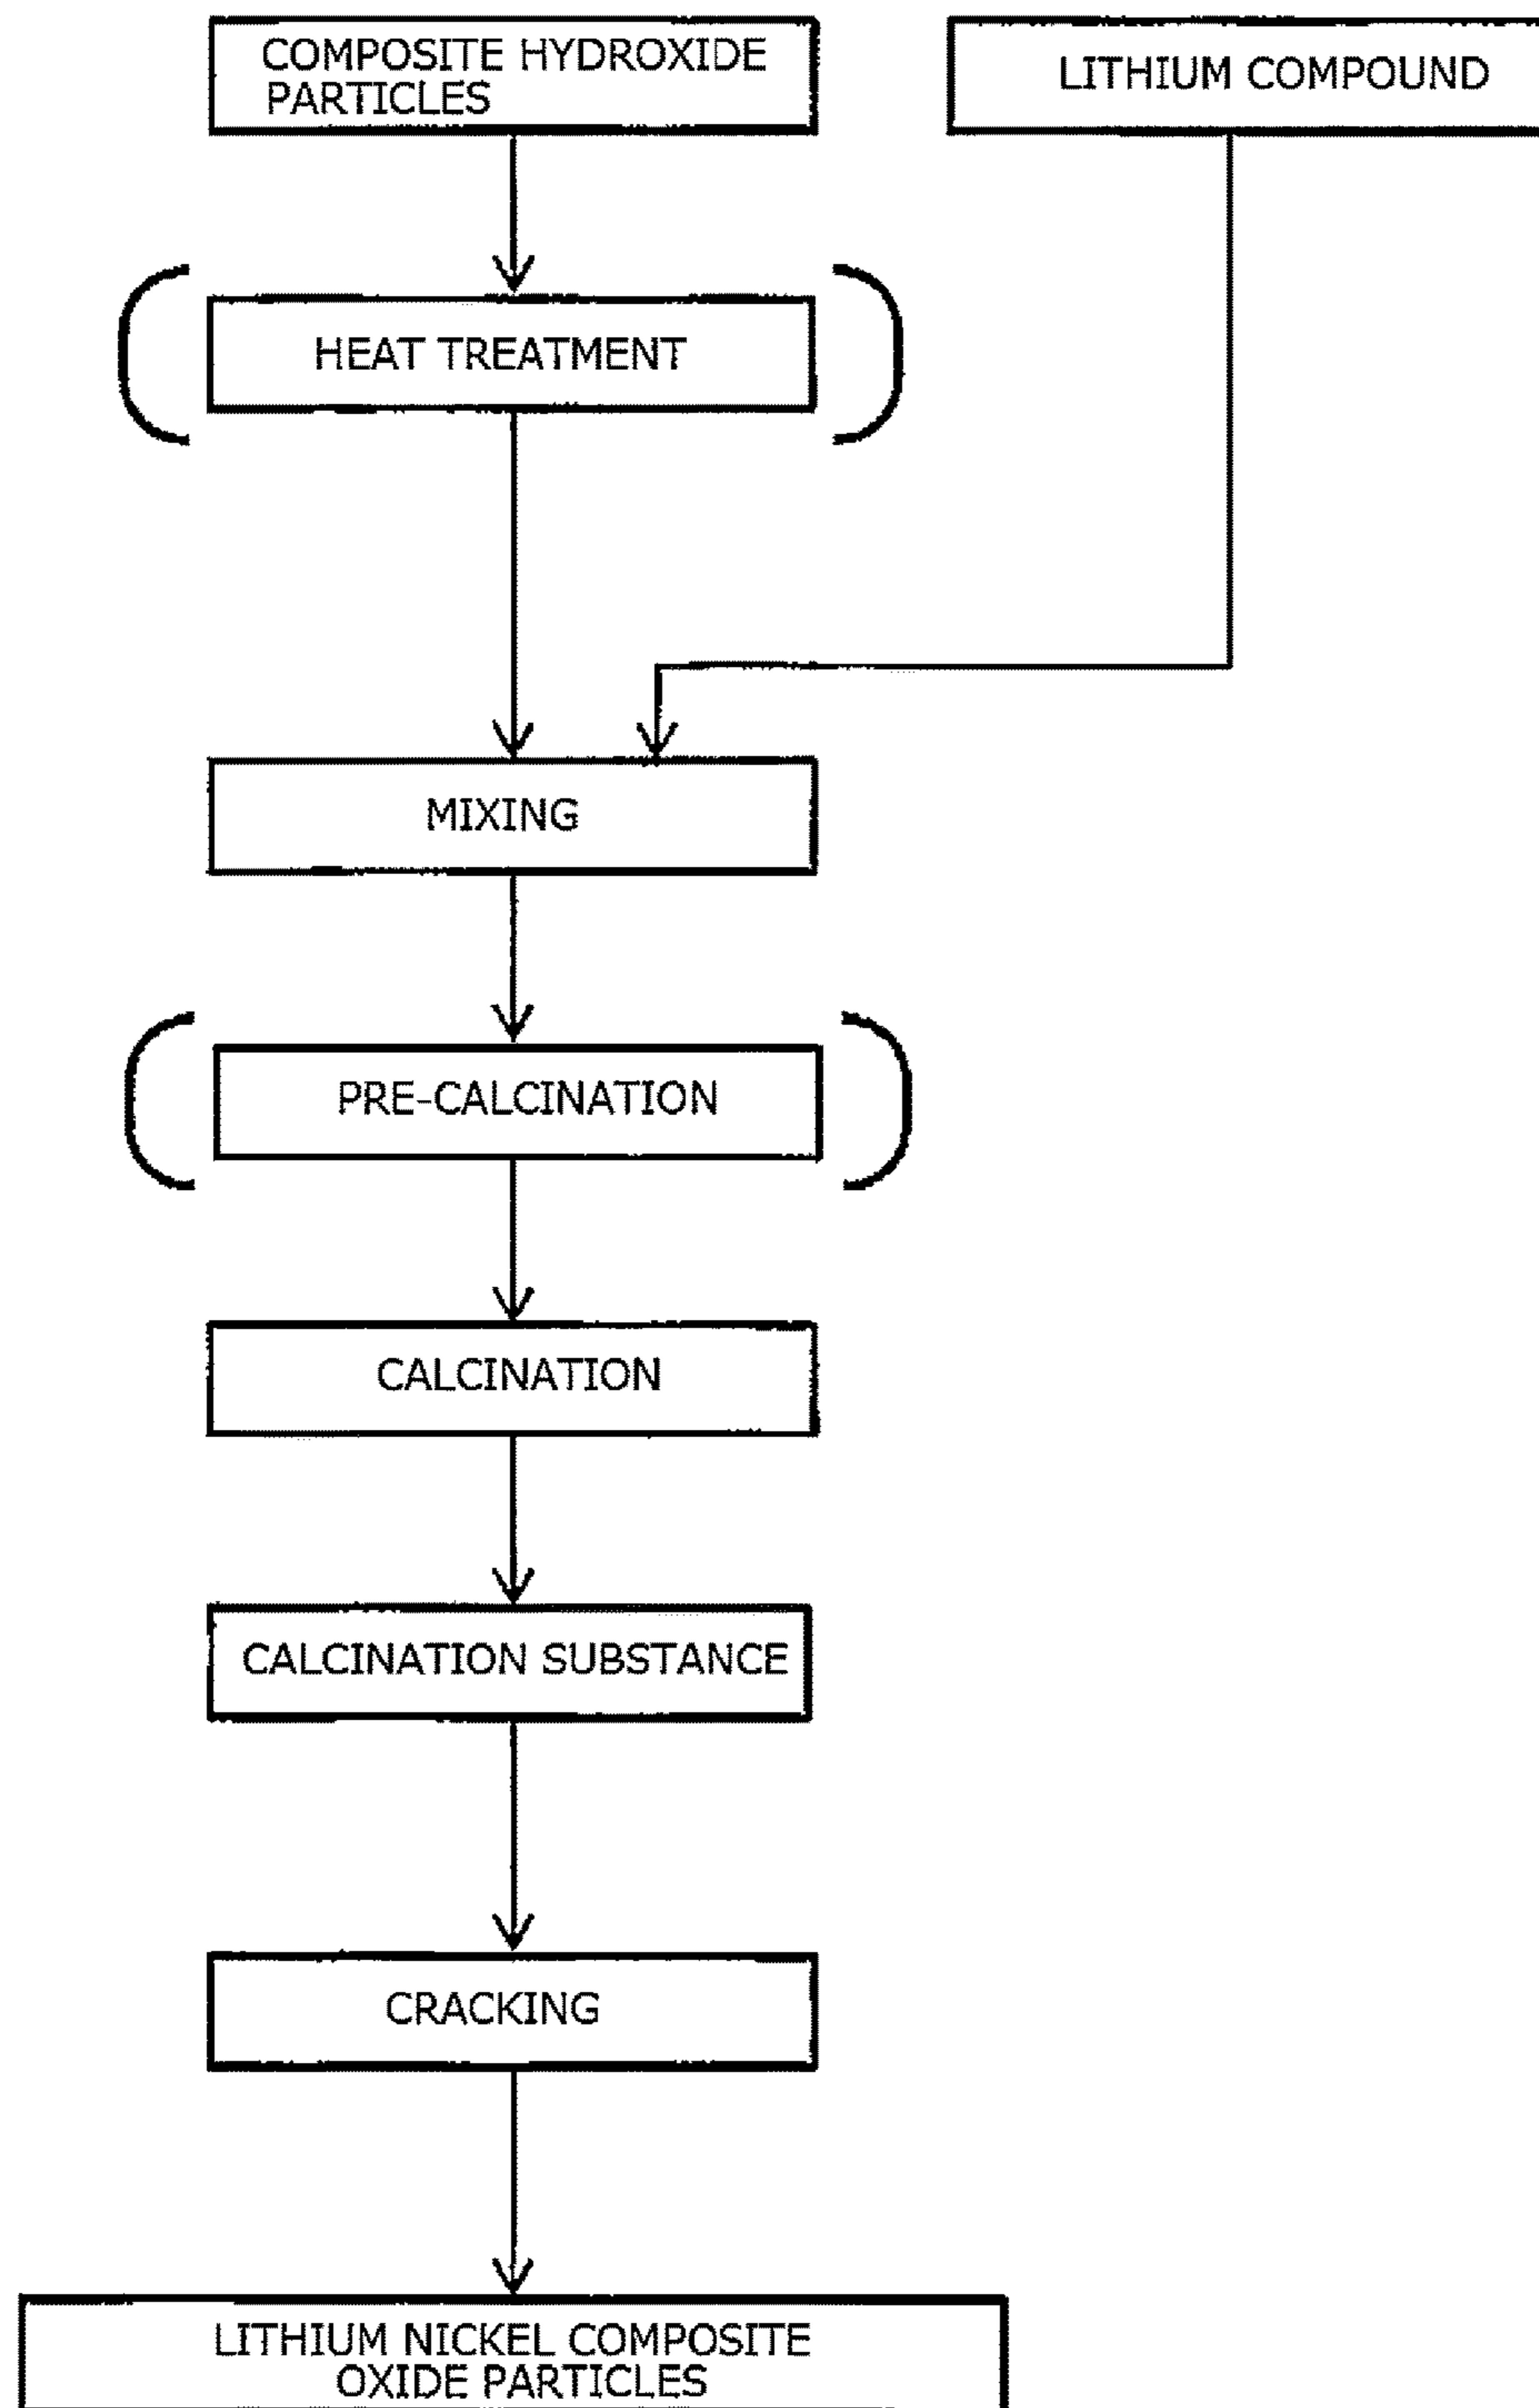 COMPOSITE HYDROXIDE
PARTICLES
LITHIUM COMPOUND
HEAT TREATMENT
MIXING
PRE-CALCINATION
CALCINATION
CALCINATION SUBSTANCE
CRACKING
LITHIUM NICKEL COMPOSITE
OXIDE PARTICLES